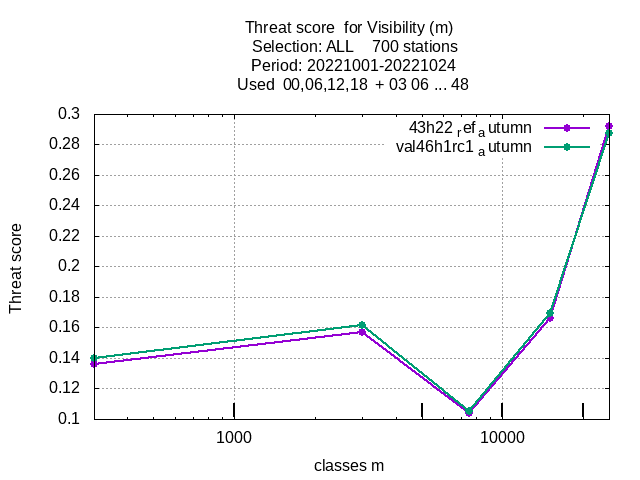 Threat score for Visibility (m)
Selection: ALL 700 stations
Period: 20221001-20221024
Used 00,06,12,18 + 03 06 ... 48
43h22 ref autumn
val46h1rc1 autumn
0.3
0.28
0.26
0.24
0.22
0.2
0.18
0.16
0.14
0.12
0.1
Threat score
1000 10000
classes m